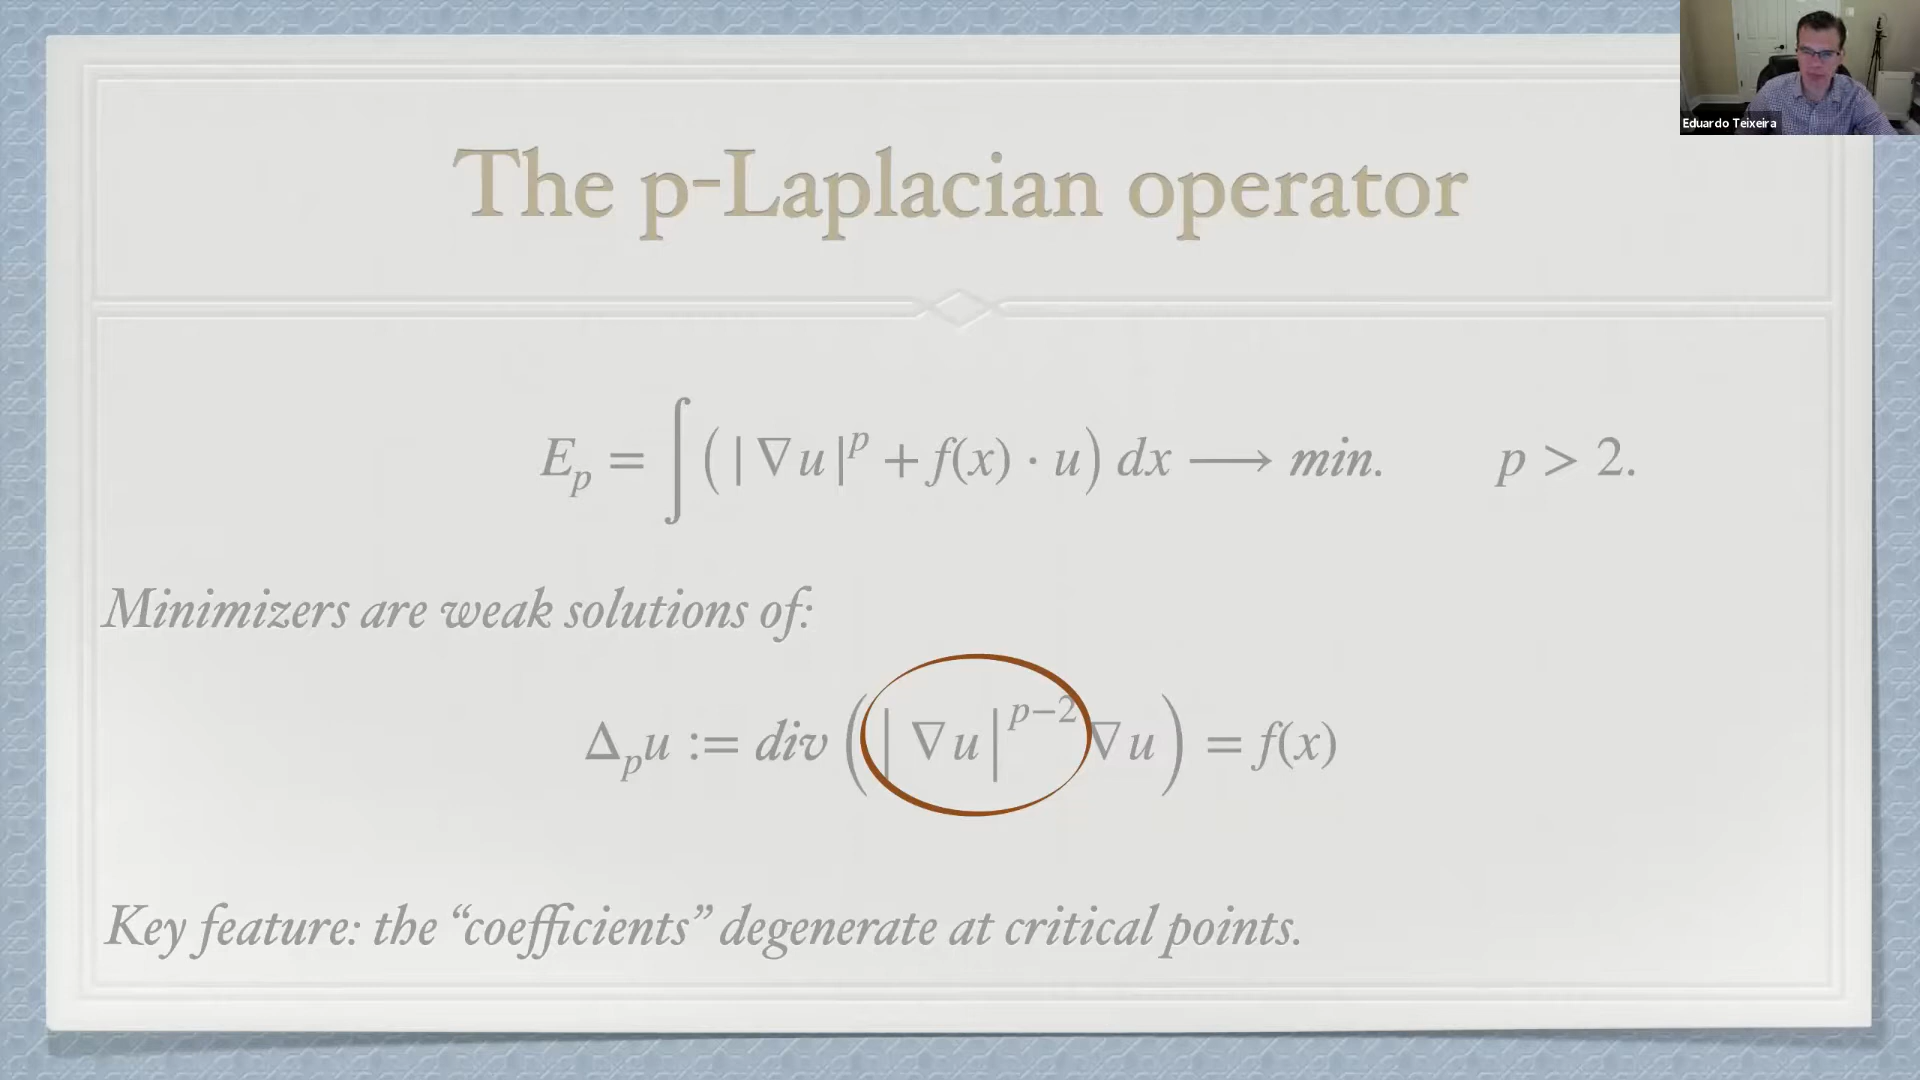 Eduardo Teixeira
The p-Laplacian operator
E_p = ∫ ( | ∇u |^p + f(x) · u ) dx ⟶ min. p > 2.
Minimizers are weak solutions of:
Δ_p u := div ( | ∇u |^{p−2} ∇u ) = f(x)
Key feature: the “coefficients” degenerate at critical points.